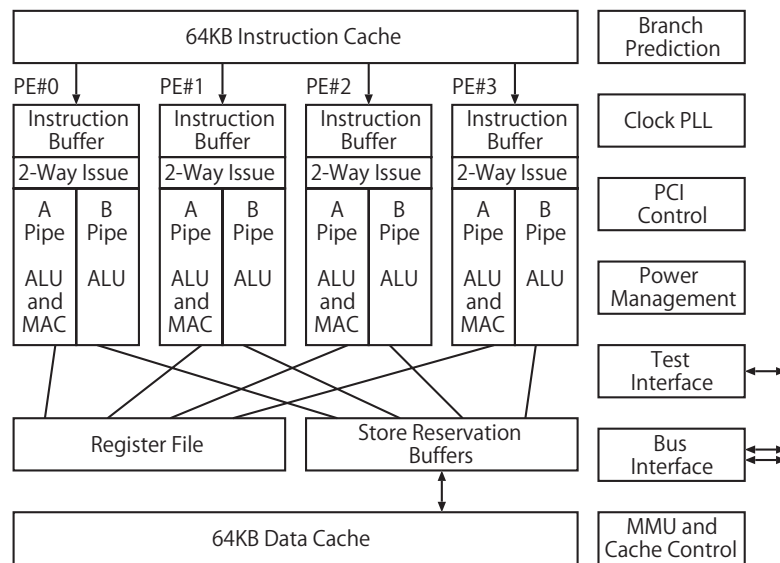 64KB Instruction Cache
PE#0
PE#1
PE#2
PE#3
Instruction
Buffer
2-Way Issue
A
Pipe
ALU
and
MAC
B
Pipe
ALU
Instruction
Buffer
2-Way Issue
A
Pipe
ALU
and
MAC
B
Pipe
ALU
Instruction
Buffer
2-Way Issue
A
Pipe
ALU
and
MAC
B
Pipe
ALU
Instruction
Buffer
2-Way Issue
A
Pipe
ALU
and
MAC
B
Pipe
ALU
Register File
Store Reservation
Buffers
64KB Data Cache
Branch
Prediction
Clock PLL
PCI
Control
Power
Management
Test
Interface
Bus
Interface
MMU and
Cache Control